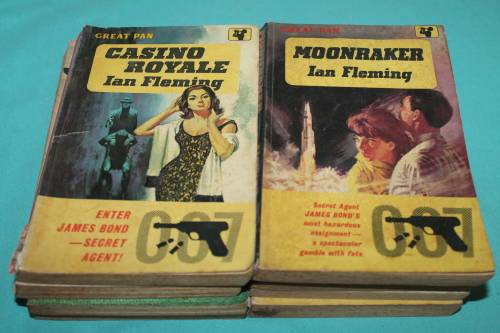 GREAT PAN
CASINO
ROYALE
Ian Fleming
ENTER
JAMES BOND
—SECRET
AGENT!
007
GREAT PAN
MOONRAKER
Ian Fleming
Secret Agent
JAMES BOND'S
most hazardous
assignment—
a spectacular
gamble with fate
007